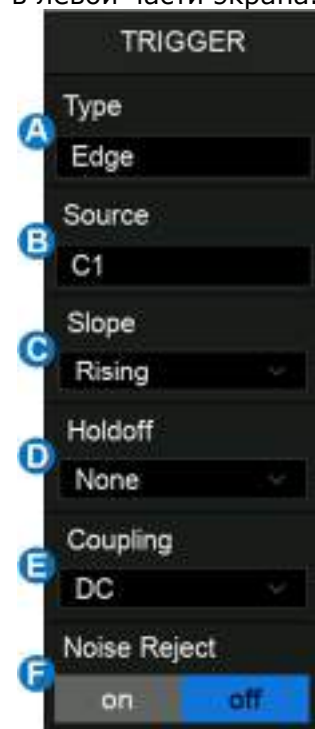 в левой части экрана.
TRIGGER
Type
A
Edge
Source
B
C1
Slope
C
Rising
Holdoff
D
None
Coupling
E
DC
Noise Reject
F
on off